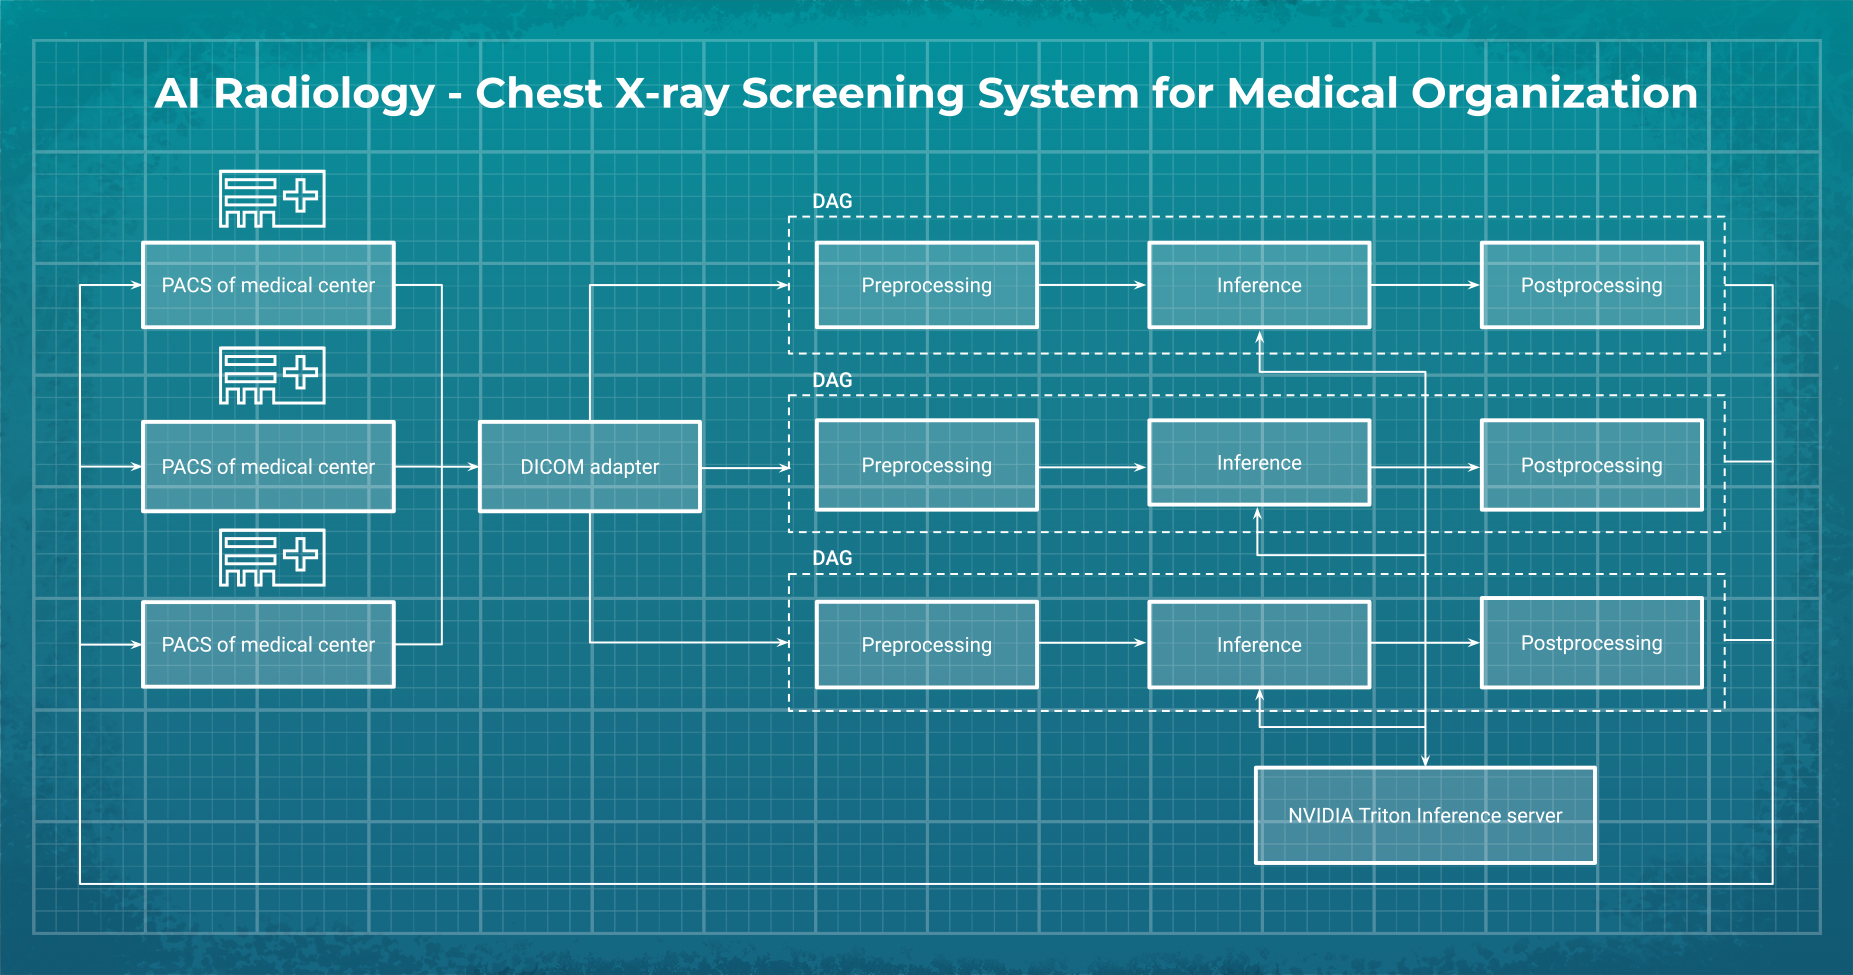 AI Radiology - Chest X-ray Screening System for Medical Organization
PACS of medical center
PACS of medical center
PACS of medical center
DICOM adapter
DAG
Preprocessing
Inference
Postprocessing
DAG
Preprocessing
Inference
Postprocessing
DAG
Preprocessing
Inference
Postprocessing
NVIDIA Triton Inference server